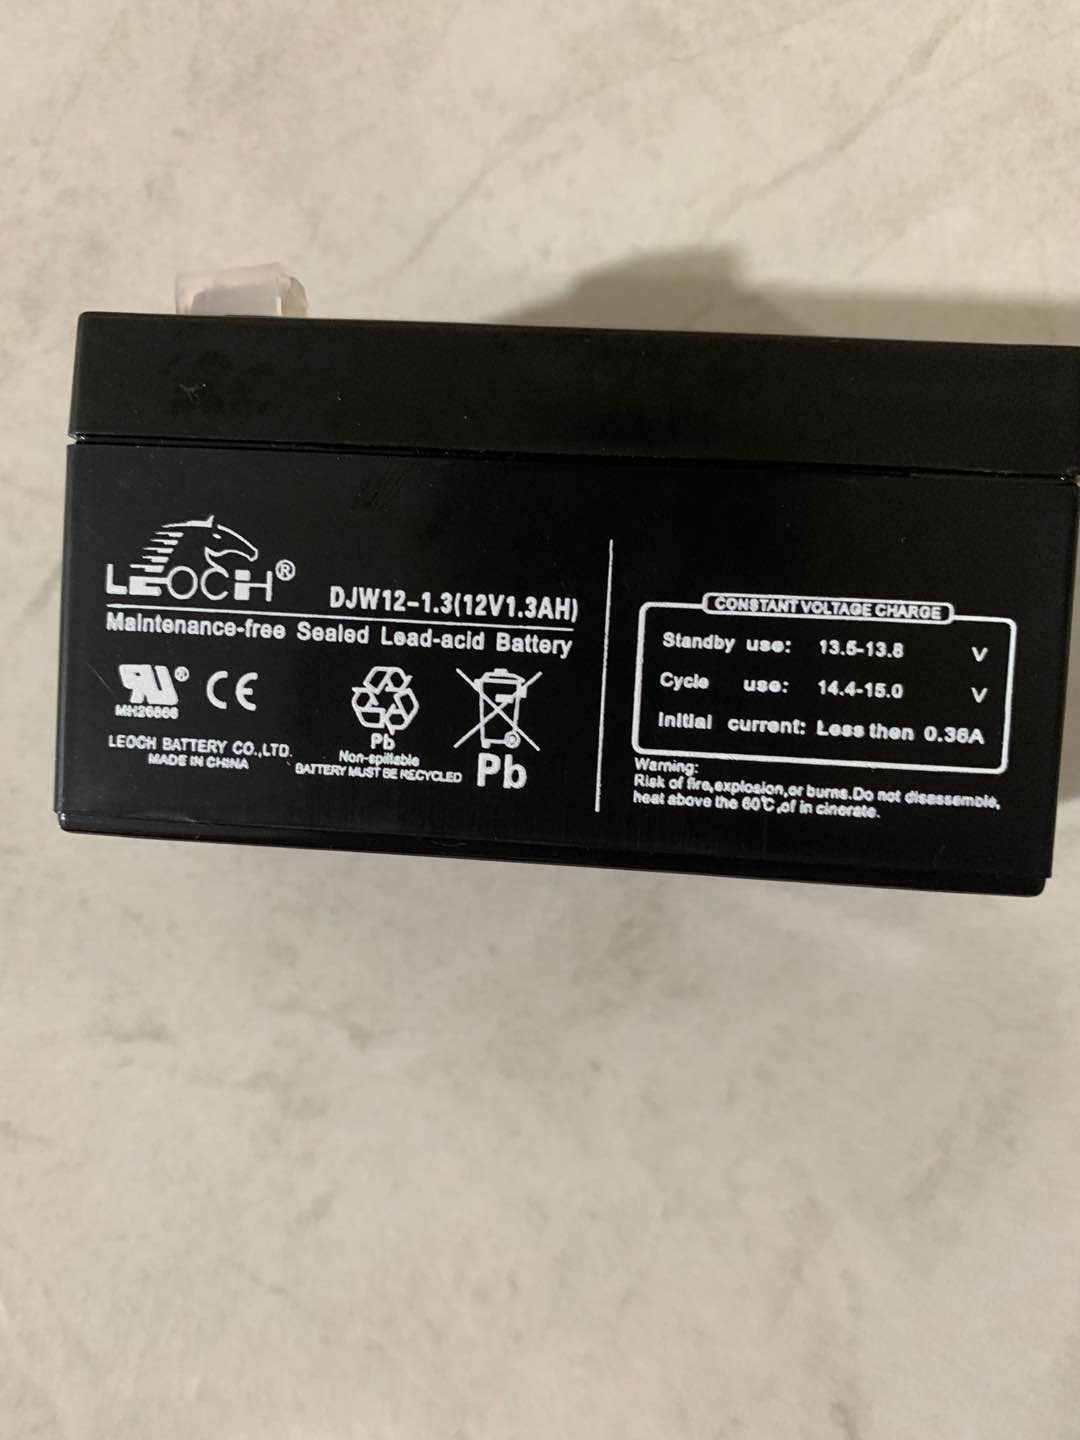 LEOCH®
DJW12-1.3(12V1.3AH)
Maintenance-free Sealed Lead-acid Battery
MH26866
CE
Pb
Non-spillable
BATTERY MUST BE RECYCLED
Pb
LEOCH BATTERY CO.,LTD.
MADE IN CHINA
CONSTANT VOLTAGE CHARGE
Standby use: 13.5-13.8 V
Cycle use: 14.4-15.0 V
Initial current: Less then 0.36A
Warning:
Risk of fire,explosion,or burns.Do not disassemble,
heat above the 60℃,of in cinerate.